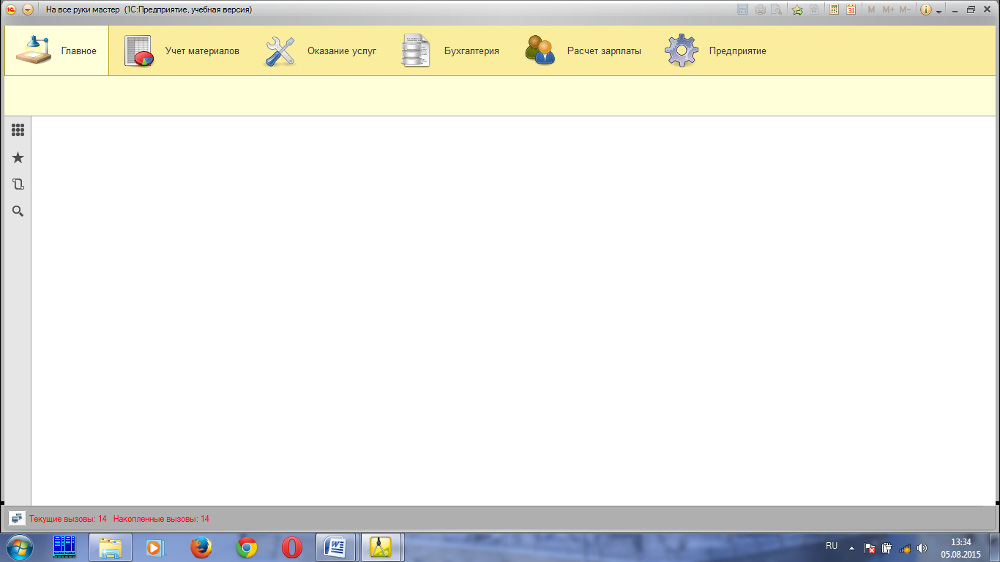 На все руки мастер (1С:Предприятие, учебная версия)
31 M M+ M-
Главное
Учет материалов
Оказание услуг
Бухгалтерия
Расчет зарплаты
Предприятие
Текущие вызовы: 14 Накопленные вызовы: 14
RU
13:34
05.08.2015